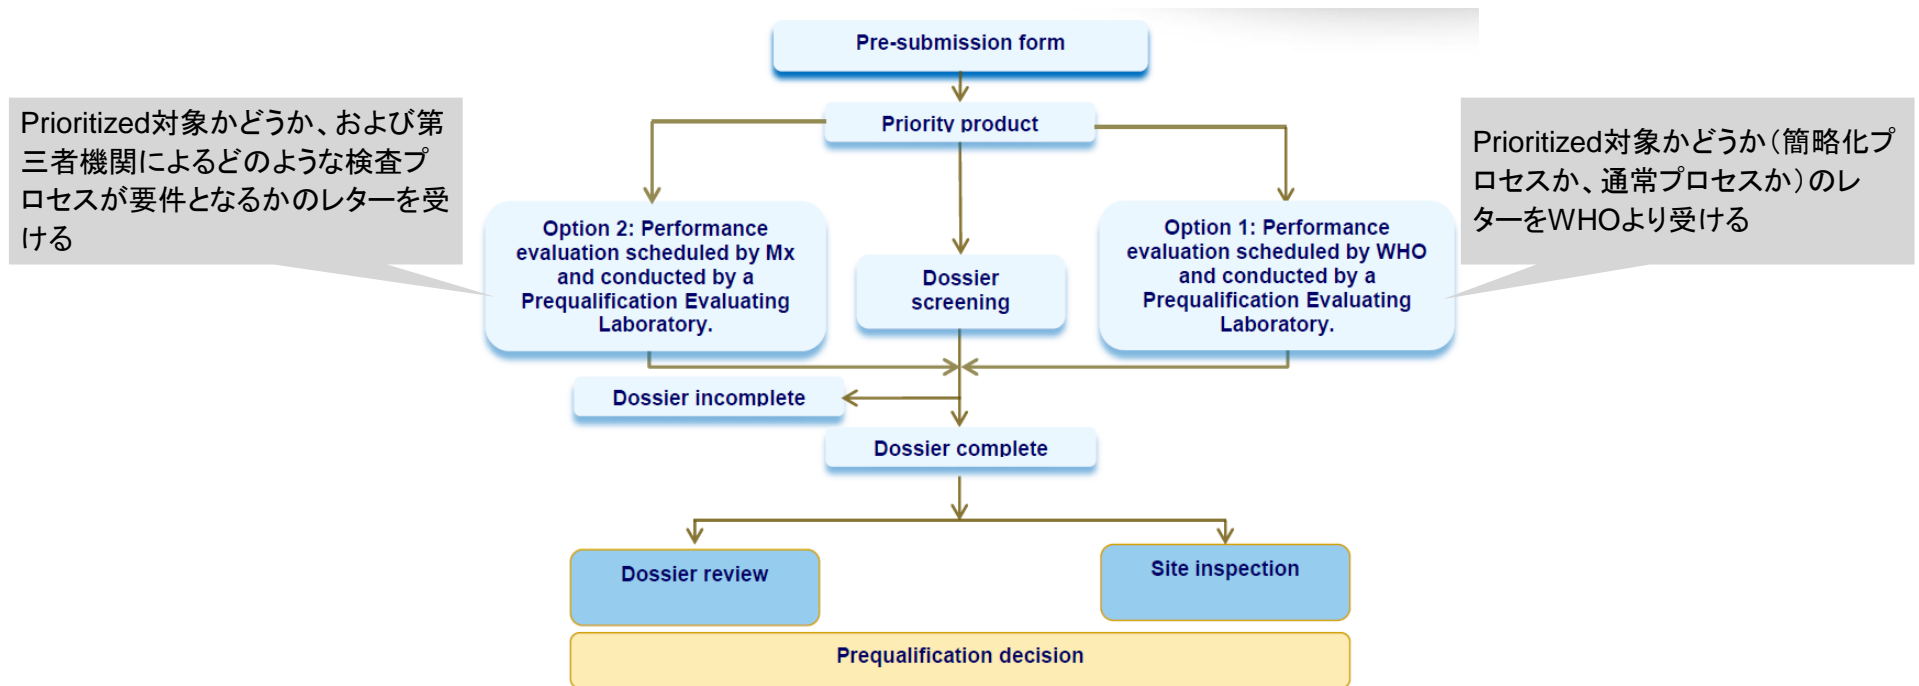 Pre-submission form
Priority product
Prioritized対象かどうか、および第
三者機関によるどのような検査プ
ロセスが要件となるかのレターを受
ける
Prioritized対象かどうか（簡略化プ
ロセスか、通常プロセスか）のレ
ターをWHOより受ける
Option 2: Performance
evaluation scheduled by Mx
and conducted by a
Prequalification Evaluating
Laboratory.
Dossier
screening
Option 1: Performance
evaluation scheduled by WHO
and conducted by a
Prequalification Evaluating
Laboratory.
Dossier incomplete
Dossier complete
Dossier review
Site inspection
Prequalification decision